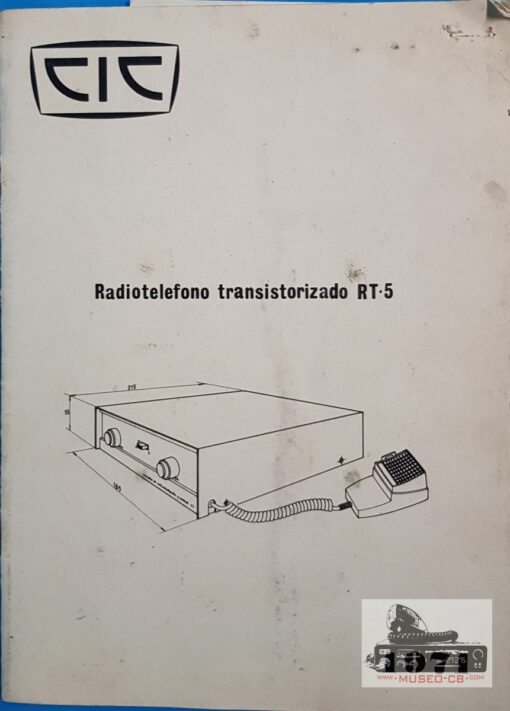 CIC
Radiotelefono transistorizado RT·5
215
55
165
1971
WWW.MUSEO-CB.COM